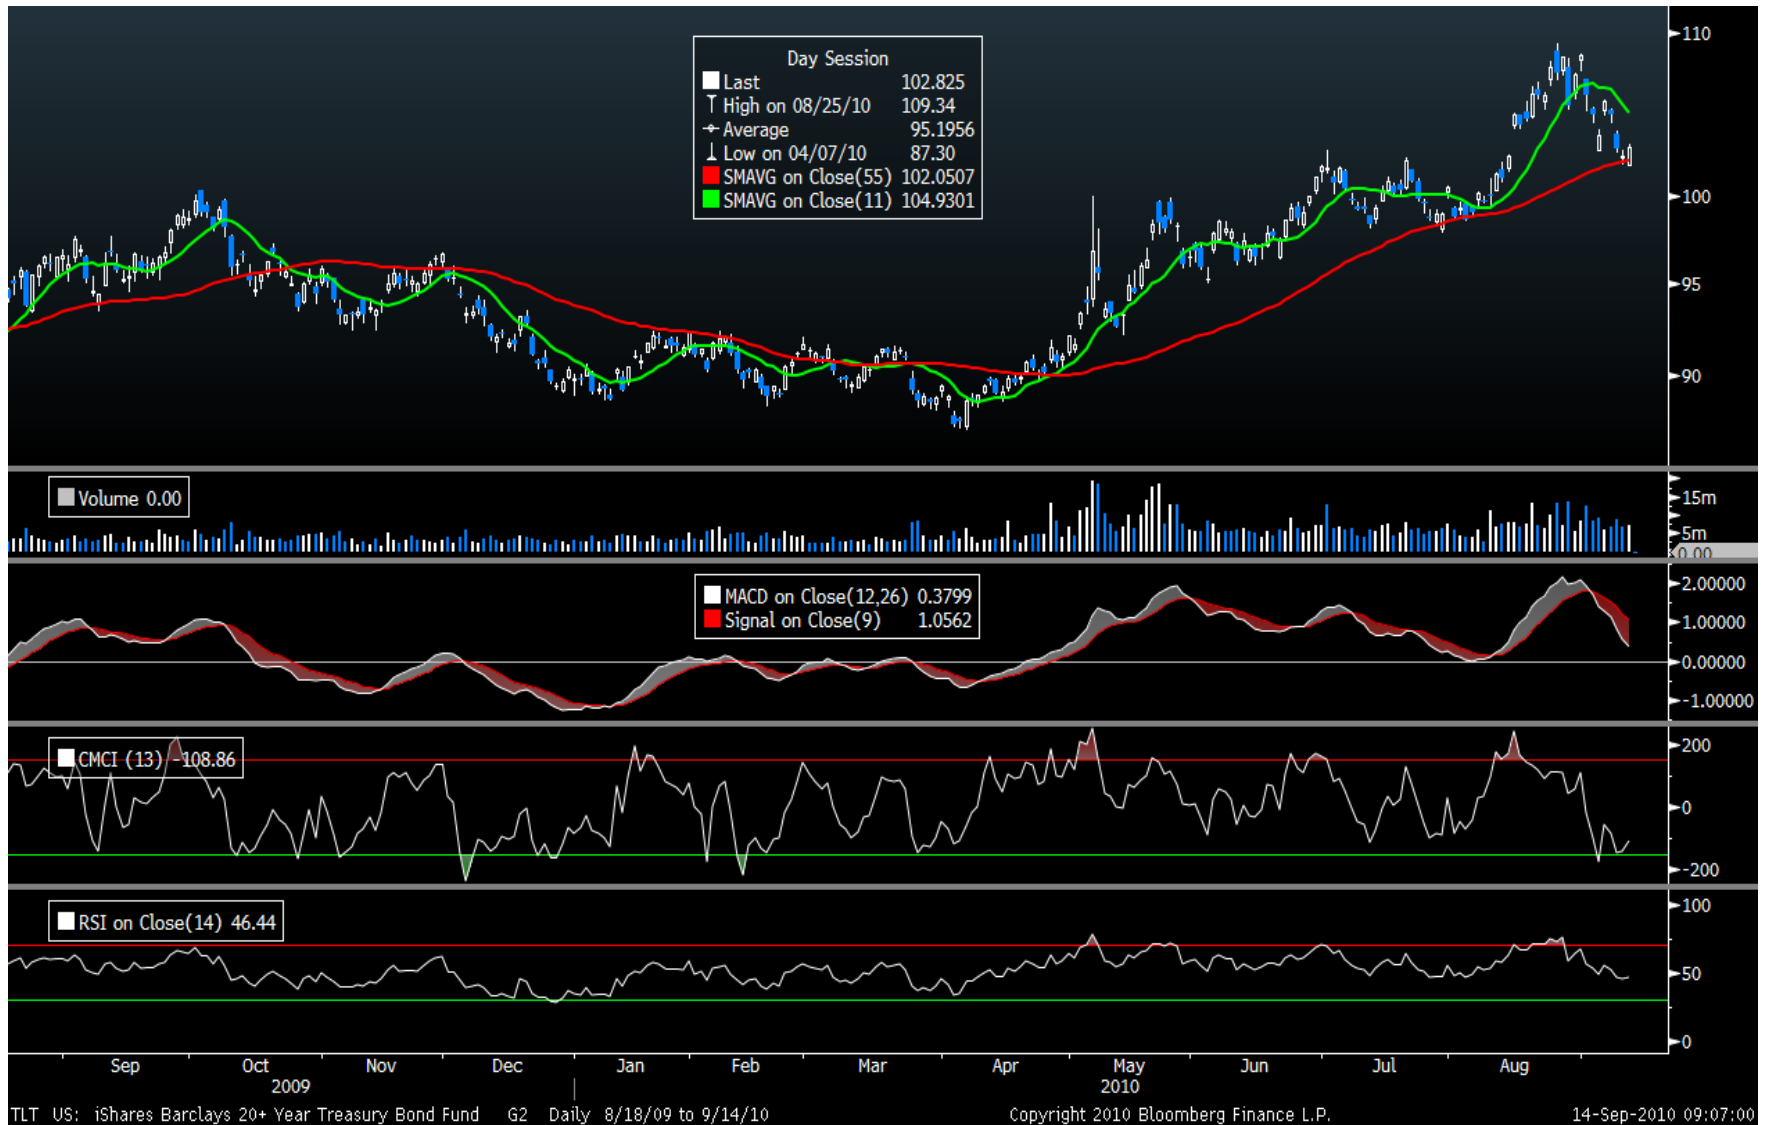 110
Day Session
Last 102.825
High on 08/25/10 109.34
Average 95.1956
Low on 04/07/10 87.30
SMAVG on Close(55) 102.0507
SMAVG on Close(11) 104.9301
100
95
90
Volume 0.00
15m
5m
0.00
MACD on Close(12,26) 0.3799
Signal on Close(9) 1.0562
2.00000
1.00000
0.00000
-1.00000
CMCI (13) -108.86
200
0
-200
RSI on Close(14) 46.44
100
50
0
Sep Oct Nov Dec Jan Feb Mar Apr May Jun Jul Aug
2009 2010
TLT US: iShares Barclays 20+ Year Treasury Bond Fund G2 Daily 8/18/09 to 9/14/10 Copyright 2010 Bloomberg Finance L.P. 14-Sep-2010 09:07:00